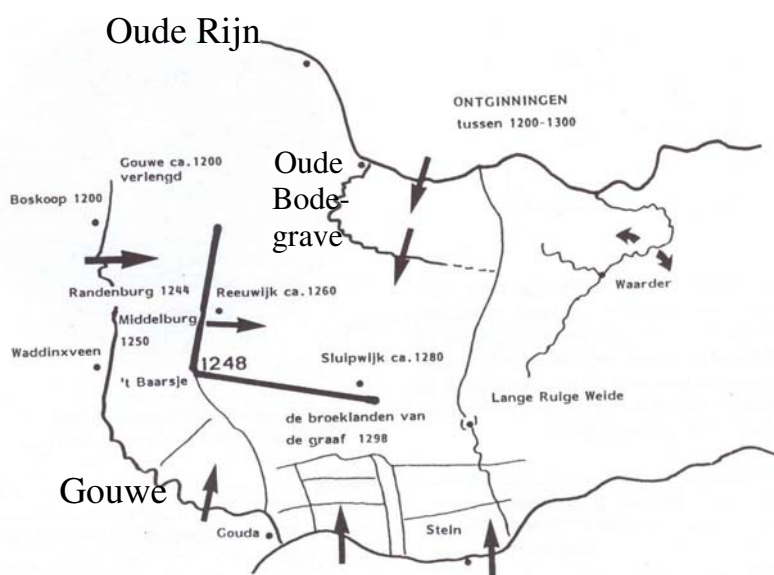 Oude Rijn
ONTGINNINGEN
tussen 1200-1300
Gouwe ca.1200
verlengd
Boskoop 1200
Oude
Bode-
grave
Randenburg 1244
Reeuwijk ca.1260
Waarder
Middelburg
1250
Waddinxveen
1248
Sluipwijk ca.1280
't Baarsje
Lange Ruige Weide
de broeklanden van
de graaf 1298
Gouwe
Gouda
Stein